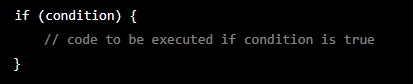 if (condition) {
    // code to be executed if condition is true
}